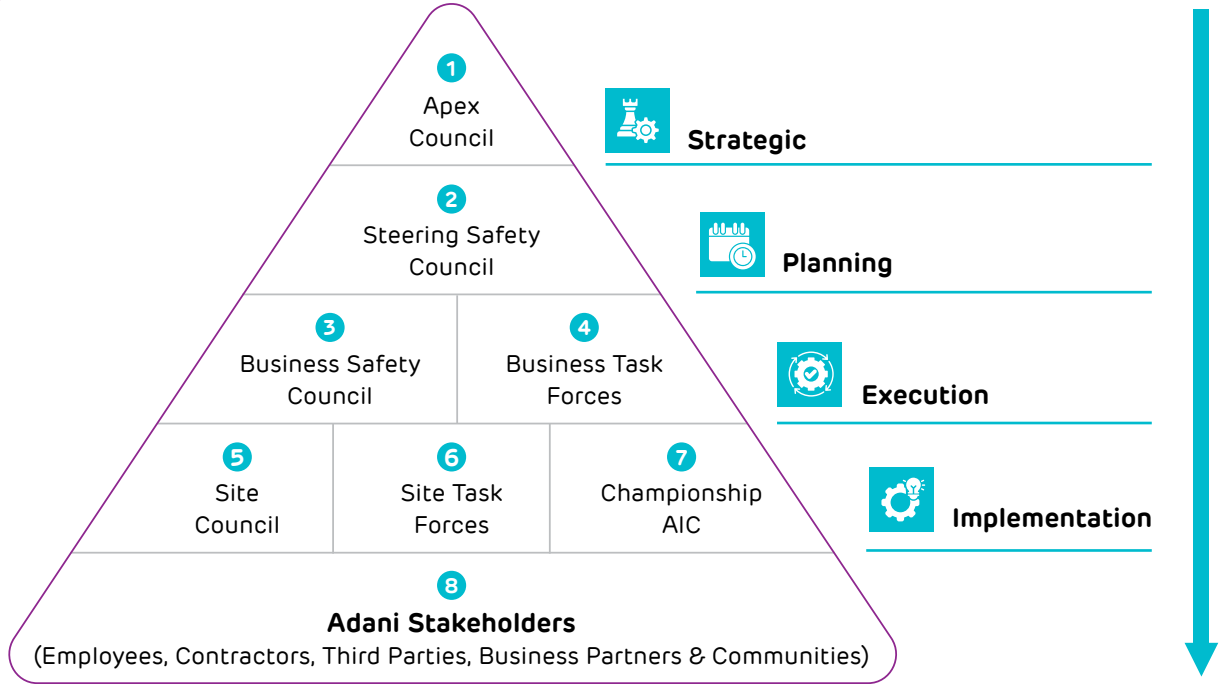 1
Apex
Council
Strategic
2
Steering Safety
Council
Planning
3
Business Safety
Council
4
Business Task
Forces
Execution
5
Site
Council
6
Site Task
Forces
7
Championship
AIC
Implementation
8
Adani Stakeholders
(Employees, Contractors, Third Parties, Business Partners & Communities)